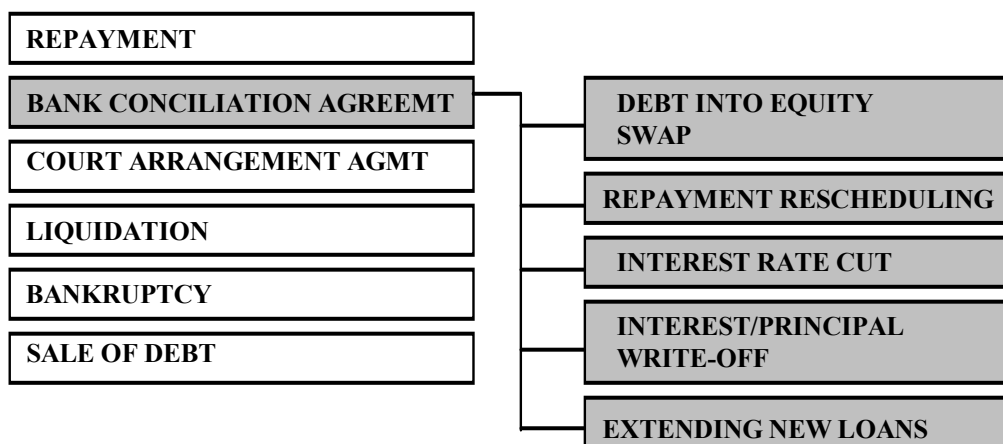 REPAYMENT
BANK CONCILIATION AGREEMT
COURT ARRANGEMENT AGMT
LIQUIDATION
BANKRUPTCY
SALE OF DEBT
DEBT INTO EQUITY
SWAP
REPAYMENT RESCHEDULING
INTEREST RATE CUT
INTEREST/PRINCIPAL
WRITE-OFF
EXTENDING NEW LOANS